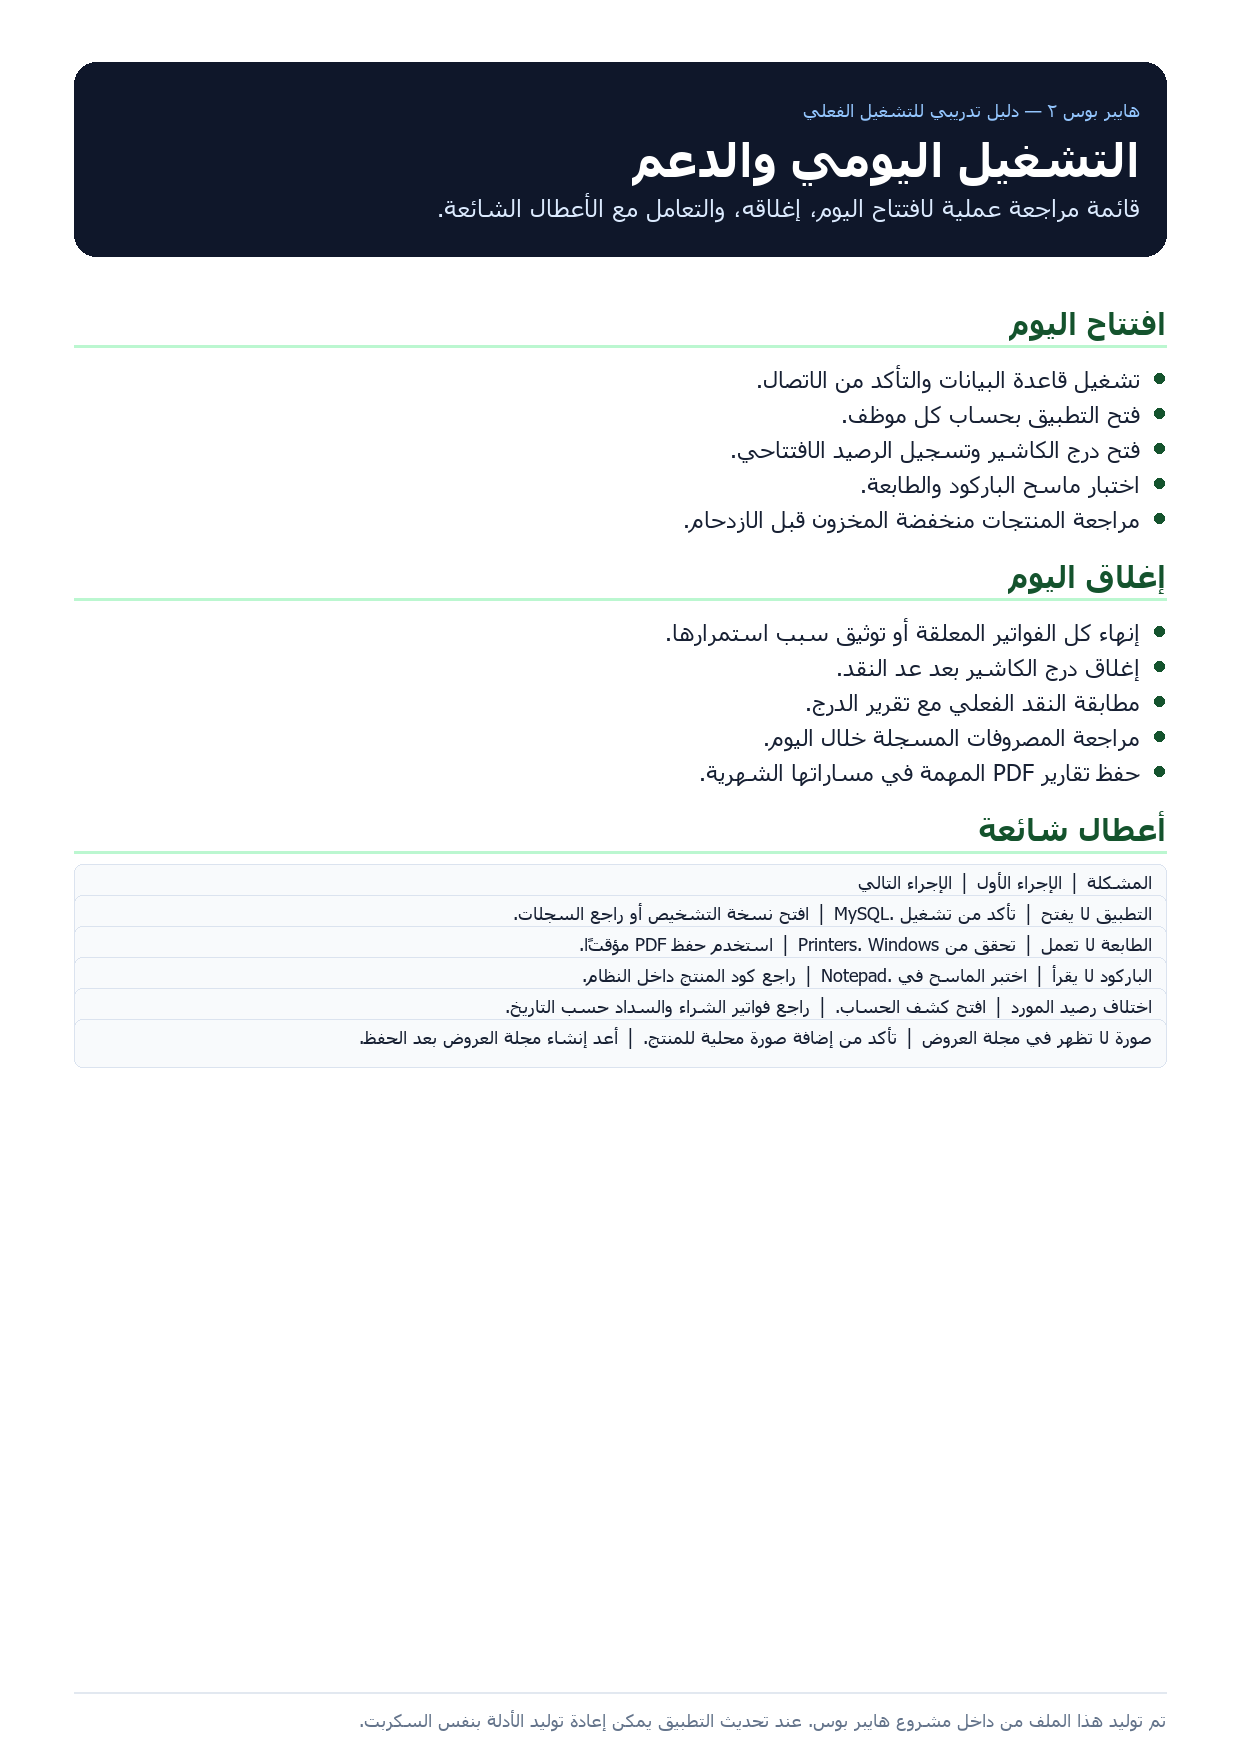 هايبر بوس ٢ — دليل تدريبي للتشغيل الفعلي
التشغيل اليومي والدعم
قائمة مراجعة عملية لافتتاح اليوم، إغلاقه، والتعامل مع الأعطال الشائعة.
افتتاح اليوم
● تشغيل قاعدة البيانات والتأكد من الاتصال.
● فتح التطبيق بحساب كل موظف.
● فتح درج الكاشير وتسجيل الرصيد الافتتاحي.
● اختبار ماسح الباركود والطابعة.
● مراجعة المنتجات منخفضة المخزون قبل الازدحام.
إغلاق اليوم
● إنهاء كل الفواتير المعلقة أو توثيق سبب استمرارها.
● إغلاق درج الكاشير بعد عد النقد.
● مطابقة النقد الفعلي مع تقرير الدرج.
● مراجعة المصروفات المسجلة خلال اليوم.
● حفظ تقارير PDF المهمة في مساراتها الشهرية.
أعطال شائعة
المشكلة | الإجراء الأول | الإجراء التالي
التطبيق لا يفتح | تأكد من تشغيل MySQL. | افتح نسخة التشخيص أو راجع السجلات.
الطابعة لا تعمل | تحقق من Printers. Windows | استخدم حفظ PDF مؤقتًا.
الباركود لا يقرأ | اختبر الماسح في Notepad. | راجع كود المنتج داخل النظام.
اختلاف رصيد المورد | افتح كشف الحساب. | راجع فواتير الشراء والسداد حسب التاريخ.
صورة لا تظهر في مجلة العروض | تأكد من إضافة صورة محلية للمنتج. | أعد إنشاء مجلة العروض بعد الحفظ.
تم توليد هذا الملف من داخل مشروع هايبر بوس. عند تحديث التطبيق يمكن إعادة توليد الأدلة بنفس السكربت.